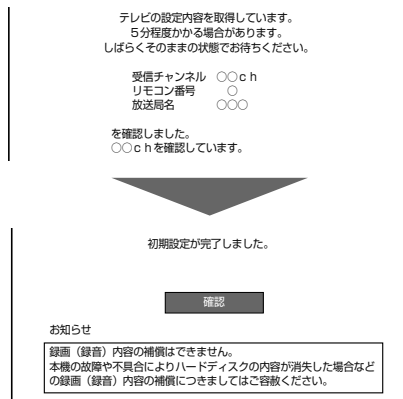 テレビの設定内容を取得しています。
５分程度かかる場合があります。
しばらくそのままの状態でお待ちください。
受信チャンネル ○○ｃｈ
リモコン番号 ○
放送局名 ○○○
を確認しました。
○○ｃｈを確認しています。
初期設定が完了しました。
確認
お知らせ
録画（録音）内容の補償はできません。
本機の故障や不具合によりハードディスクの内容が消失した場合など
の録画（録音）内容の補償につきましてはご容赦ください。